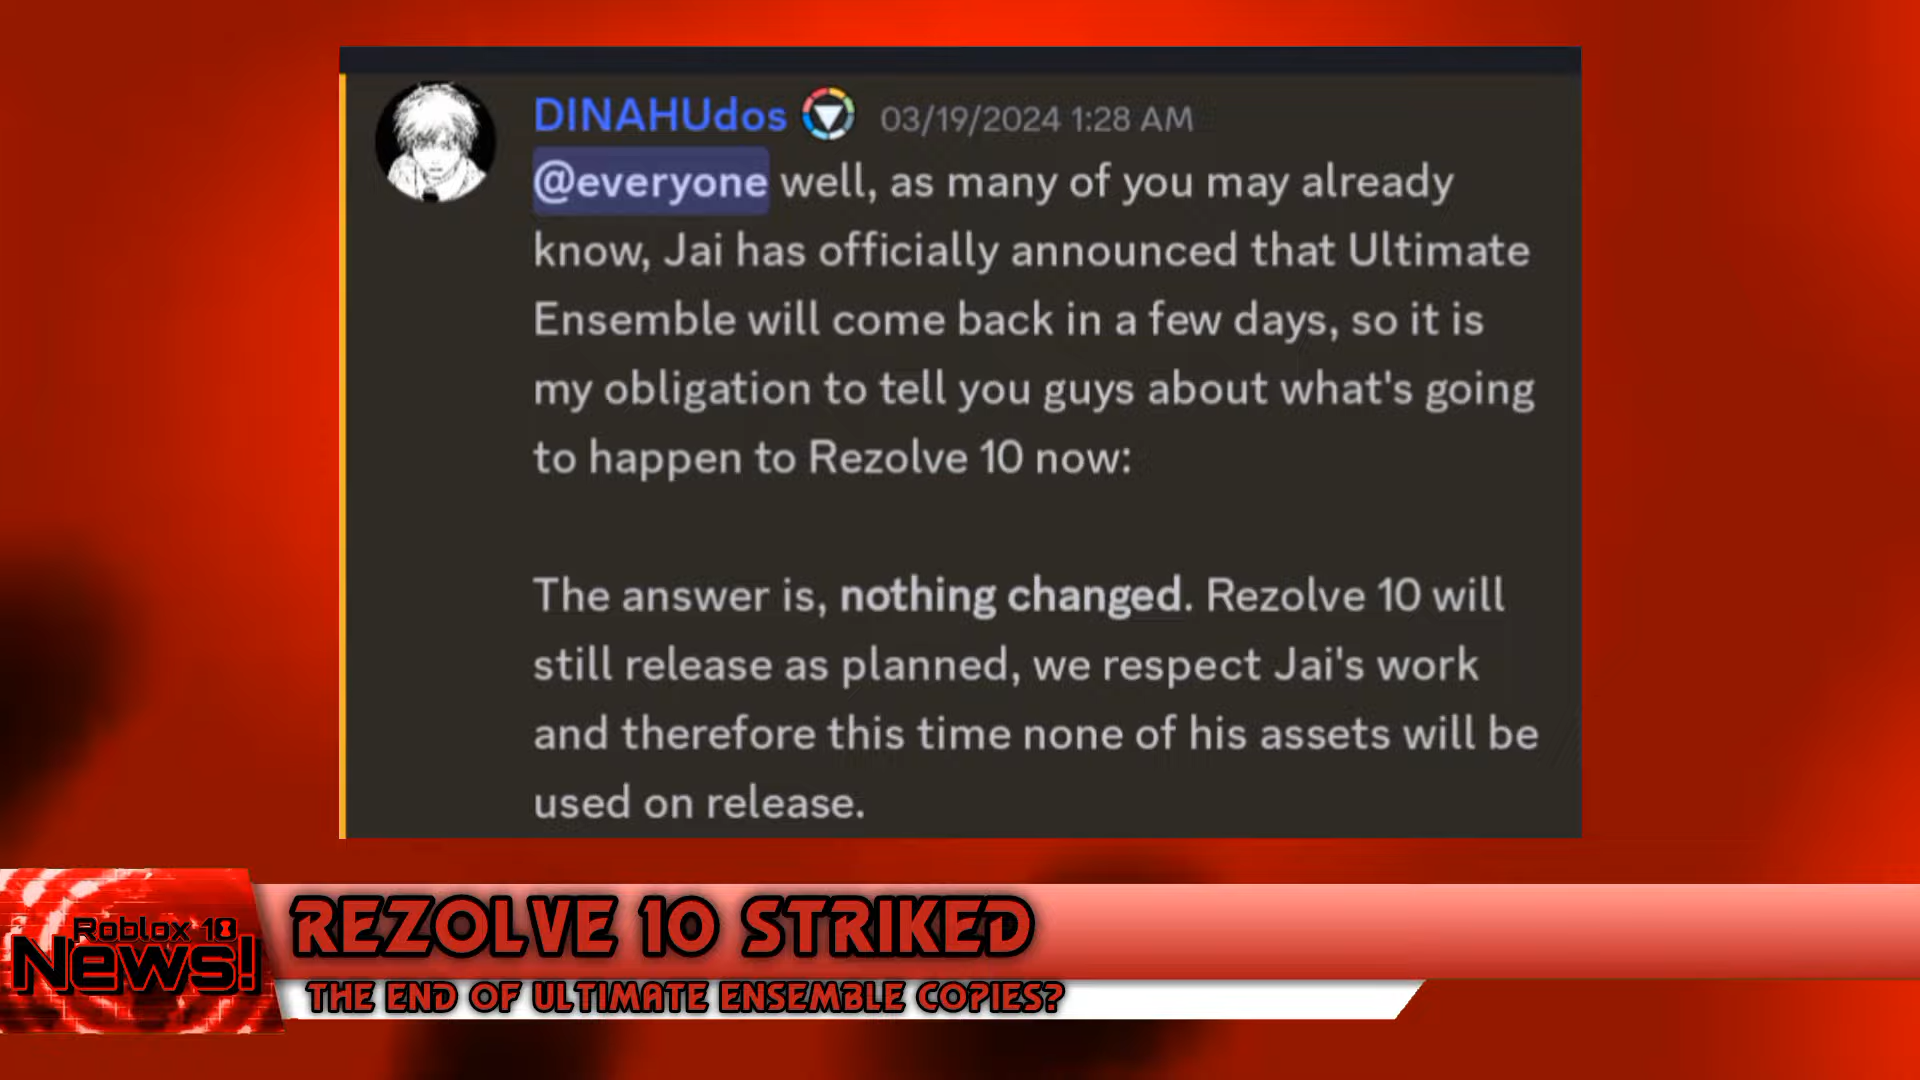 DINAHUdos 03/19/2024 1:28 AM
@everyone well, as many of you may already
know, Jai has officially announced that Ultimate
Ensemble will come back in a few days, so it is
my obligation to tell you guys about what's going
to happen to Rezolve 10 now:
The answer is, nothing changed. Rezolve 10 will
still release as planned, we respect Jai's work
and therefore this time none of his assets will be
used on release.
Roblox 10
News!
REZOLVE 10 STRIKED
THE END OF ULTIMATE ENSEMBLE COPIES?